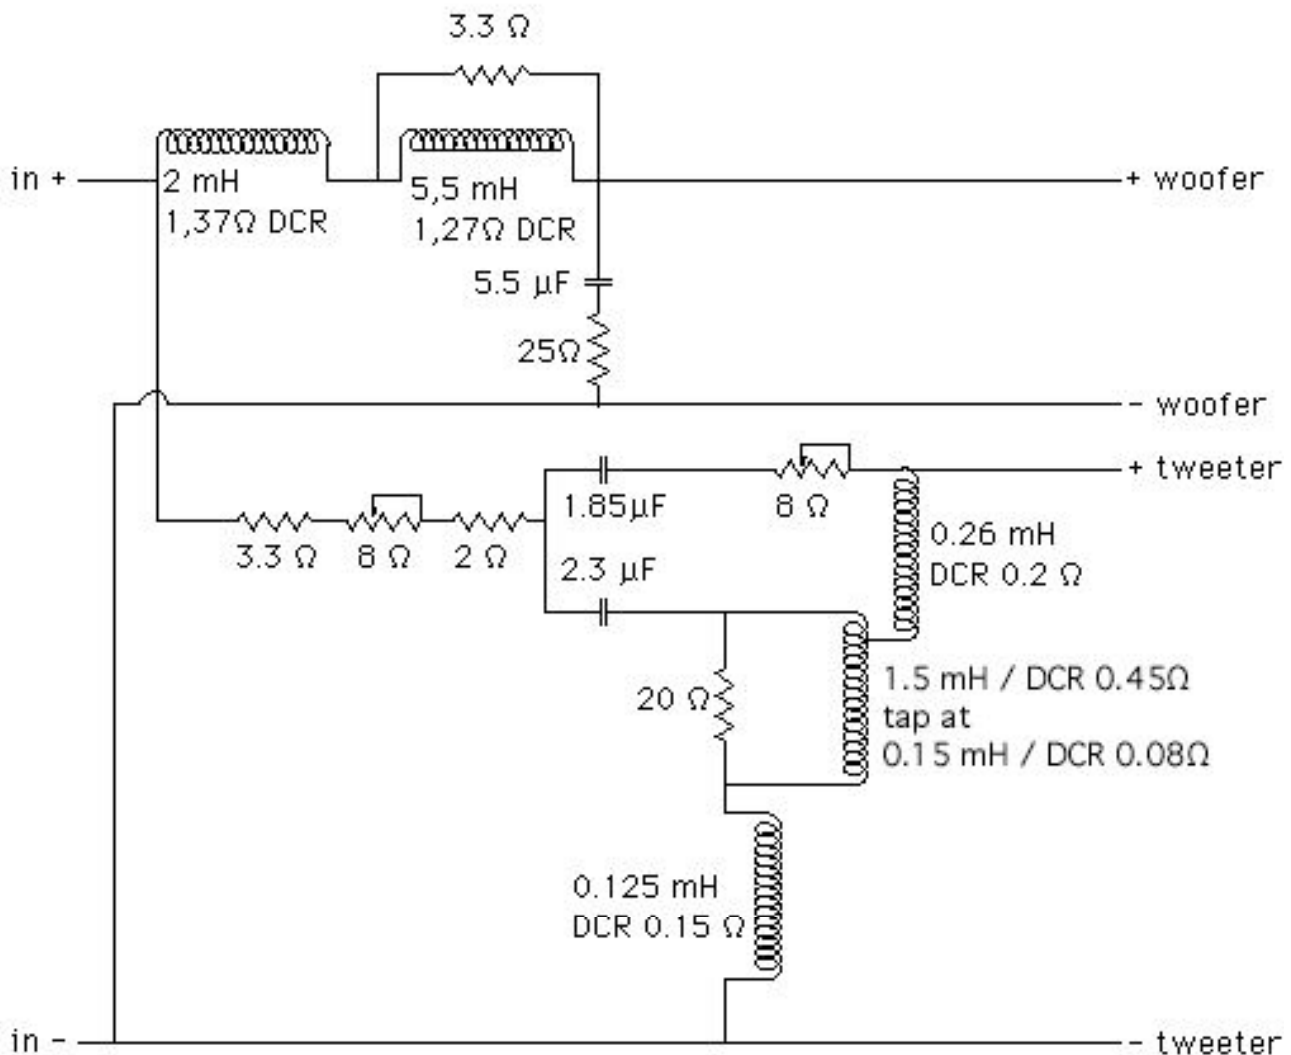 3.3 Ω
in +
2 mH
1,37Ω DCR
5,5 mH
1,27Ω DCR
+ woofer
5.5 µF
25Ω
- woofer
+ tweeter
1.85µF
8 Ω
3.3 Ω
8 Ω
2 Ω
0.26 mH
DCR 0.2 Ω
2.3 µF
20 Ω
1.5 mH / DCR 0.45Ω
tap at
0.15 mH / DCR 0.08Ω
0.125 mH
DCR 0.15 Ω
in -
- tweeter